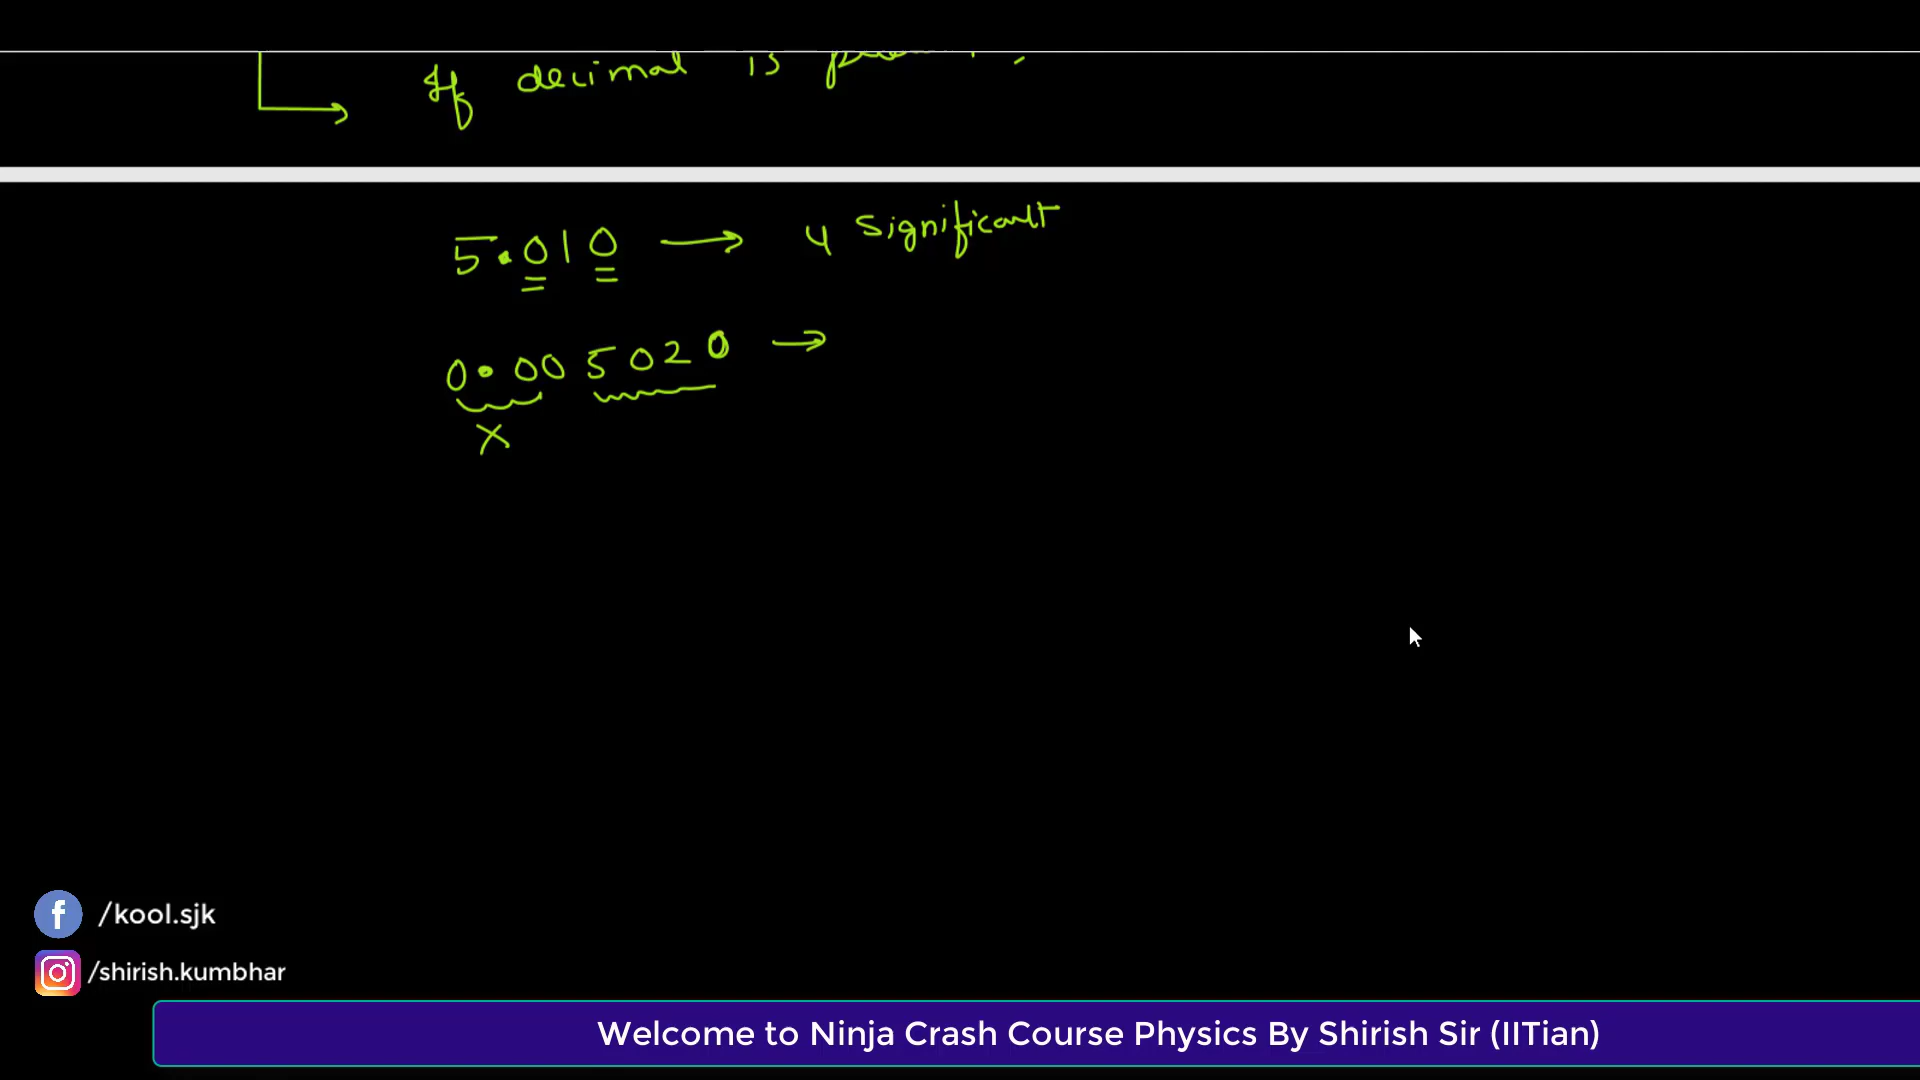 If decimal is
5.010 → 4 significant
0.005020 →
X
/kool.sjk
/shirish.kumbhar
Welcome to Ninja Crash Course Physics By Shirish Sir (IITian)